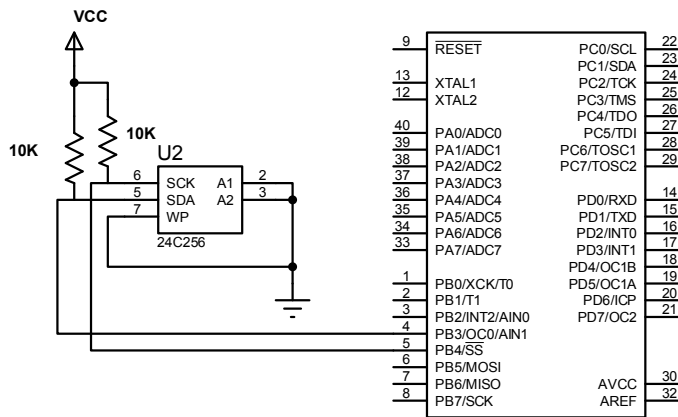 VCC
10K
10K
U2
6 SCK A1 2
5 SDA A2 3
7 WP
24C256
9 RESET PC0/SCL 22
PC1/SDA 23
13 XTAL1 PC2/TCK 24
12 XTAL2 PC3/TMS 25
PC4/TDO 26
40 PA0/ADC0 PC5/TDI 27
39 PA1/ADC1 PC6/TOSC1 28
38 PA2/ADC2 PC7/TOSC2 29
37 PA3/ADC3
36 PA4/ADC4 PD0/RXD 14
35 PA5/ADC5 PD1/TXD 15
34 PA6/ADC6 PD2/INT0 16
33 PA7/ADC7 PD3/INT1 17
PD4/OC1B 18
1 PB0/XCK/T0 PD5/OC1A 19
2 PB1/T1 PD6/ICP 20
3 PB2/INT2/AIN0 PD7/OC2 21
4 PB3/OC0/AIN1
5 PB4/SS
6 PB5/MOSI
7 PB6/MISO AVCC 30
8 PB7/SCK AREF 32